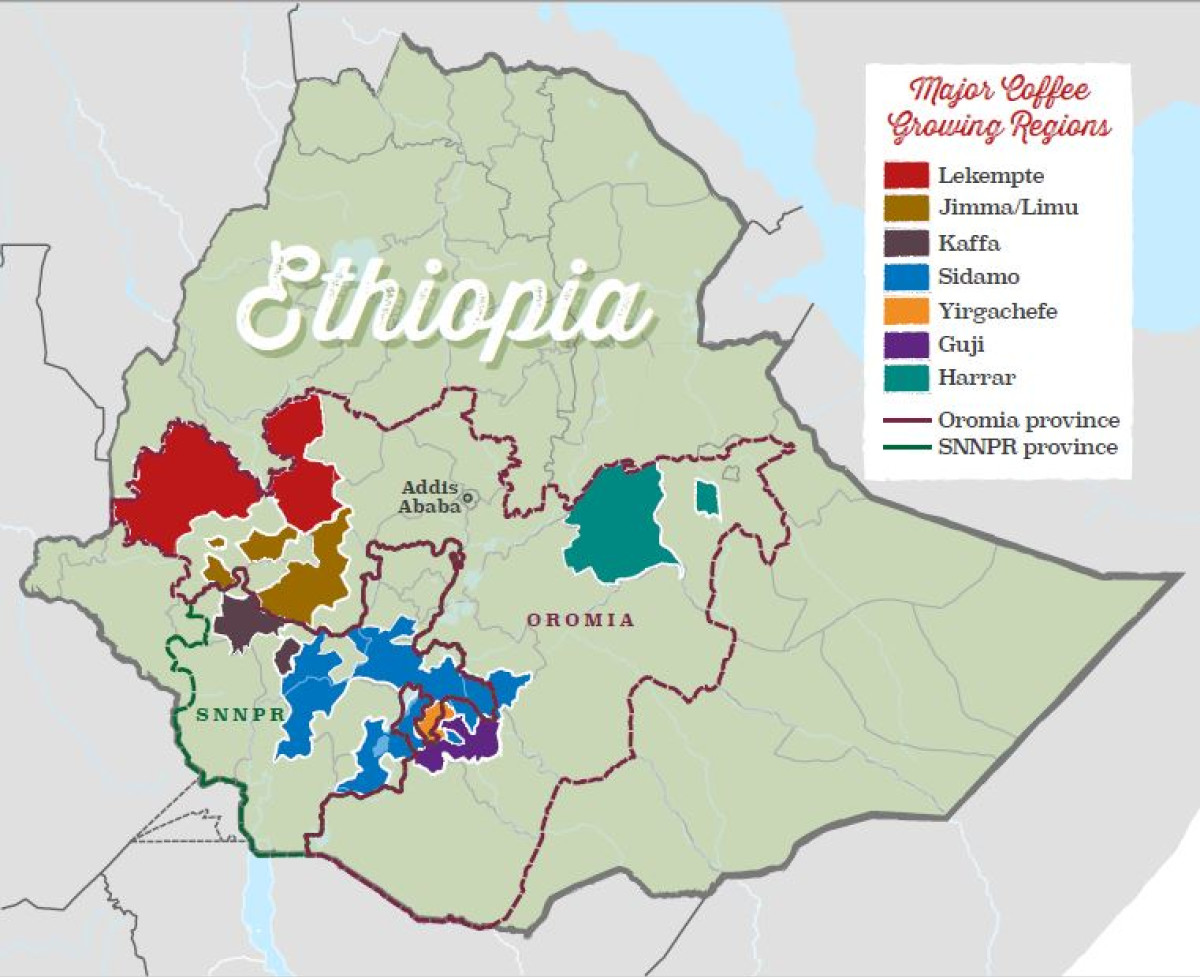 Ethiopia
Major Coffee
Growing Regions
Lekempte
Jimma/Limu
Kaffa
Sidamo
Yirgachefe
Guji
Harrar
Oromia province
SNNPR province
Addis
Ababa
OROMIA
SNNPR